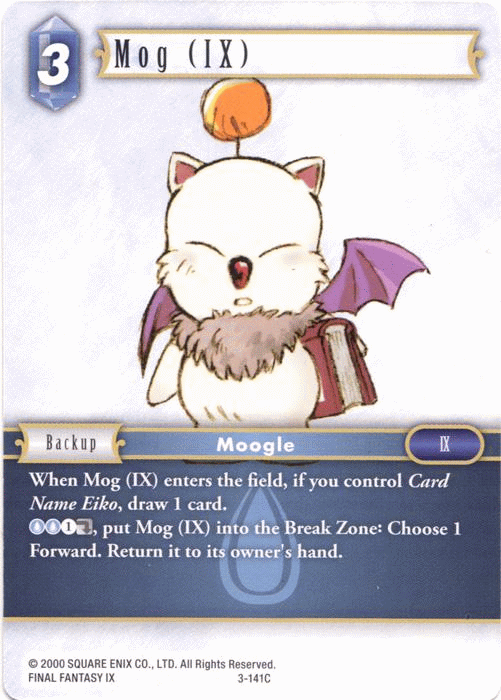 3
Mog (IX)
Backup
Moogle
IX
When Mog (IX) enters the field, if you control Card
Name Eiko, draw 1 card.
1, put Mog (IX) into the Break Zone: Choose 1
Forward. Return it to its owner's hand.
© 2000 SQUARE ENIX CO., LTD. All Rights Reserved.
FINAL FANTASY IX
3-141C